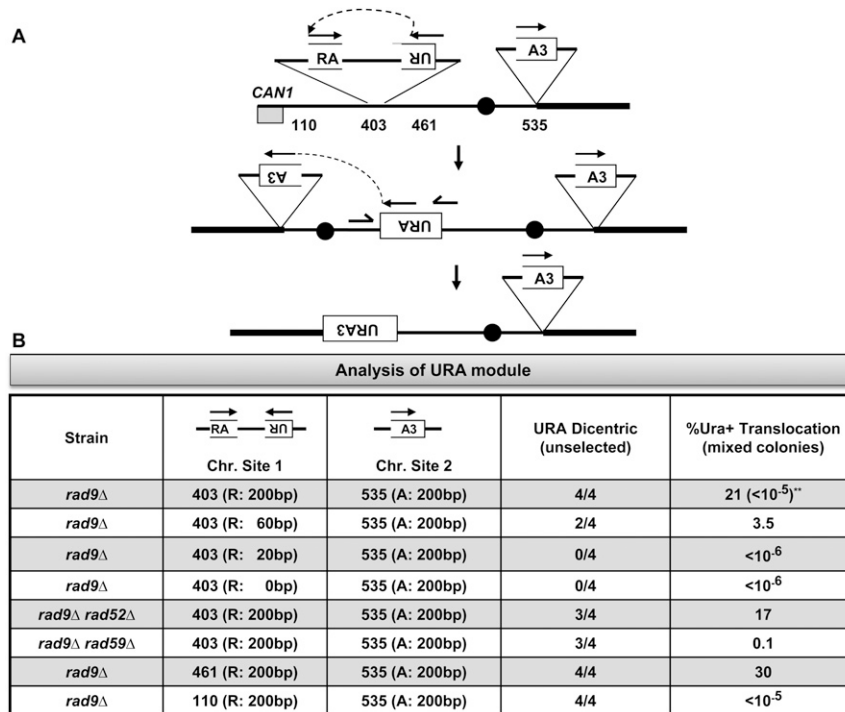 A
RA
UR
A3
CAN1
110
403
461
535
A3
URA
A3
A3
URA3
B
Analysis of URA module
Strain
RA UR
Chr. Site 1
A3
Chr. Site 2
URA Dicentric
(unselected)
%Ura+ Translocation
(mixed colonies)
rad9Δ 403 (R: 200bp) 535 (A: 200bp) 4/4 21 (<10-5)**
rad9Δ 403 (R: 60bp) 535 (A: 200bp) 2/4 3.5
rad9Δ 403 (R: 20bp) 535 (A: 200bp) 0/4 <10-6
rad9Δ 403 (R: 0bp) 535 (A: 200bp) 0/4 <10-6
rad9Δ rad52Δ 403 (R: 200bp) 535 (A: 200bp) 3/4 17
rad9Δ rad59Δ 403 (R: 200bp) 535 (A: 200bp) 3/4 0.1
rad9Δ 461 (R: 200bp) 535 (A: 200bp) 4/4 30
rad9Δ 110 (R: 200bp) 535 (A: 200bp) 4/4 <10-5